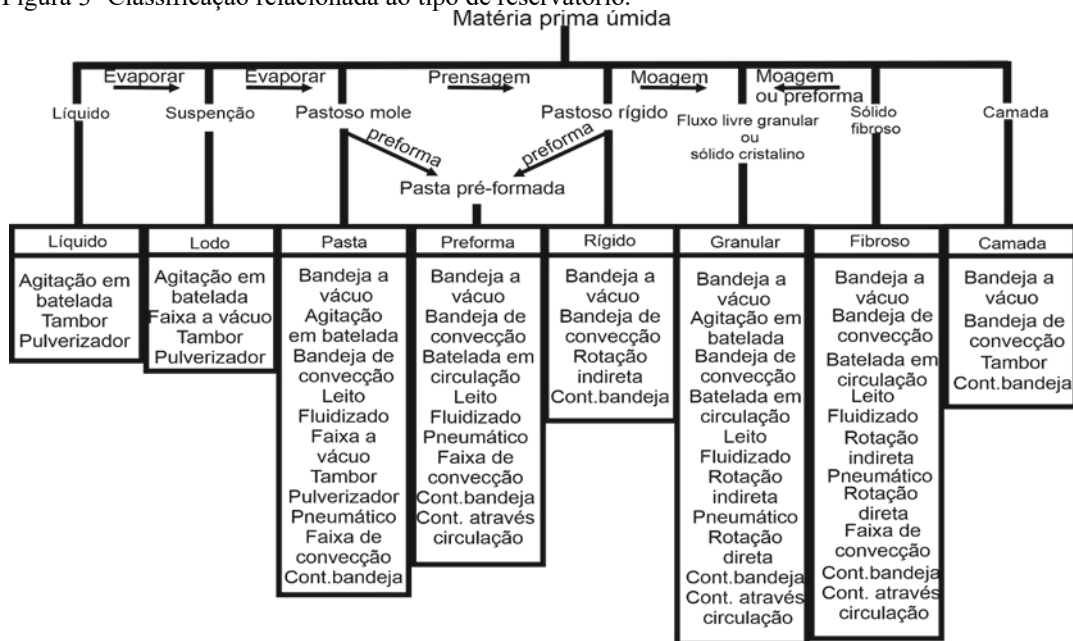 Figura 3- Classificação relacionada ao tipo de reservatório.
Matéria prima úmida
Evaporar
Evaporar
Prensagem
Moagem
Moagem
ou preforma
Líquido
Suspenção
Pastoso mole
Pastoso rígido
Fluxo livre granular
ou
sólido cristalino
Sólido
fibroso
Camada
preforma
preforma
Pasta pré-formada
Líquido
Agitação em
batelada
Tambor
Pulverizador
Lodo
Agitação em
batelada
Faixa a vácuo
Tambor
Pulverizador
Pasta
Bandeja a
vácuo
Agitação
em batelada
Bandeja de
convecção
Leito
Fluidizado
Faixa a
vácuo
Tambor
Pulverizador
Pneumático
Faixa de
convecção
Cont.bandeja
Preforma
Bandeja a
vácuo
Bandeja de
convecção
Batelada em
circulação
Leito
Fluidizado
Pneumático
Faixa de
convecção
Cont.bandeja
Cont. através
circulação
Rígido
Bandeja a
vácuo
Bandeja de
convecção
Rotação
indireta
Cont.bandeja
Granular
Bandeja a
vácuo
Agitação em
batelada
Bandeja de
convecção
Batelada em
circulação
Leito
Fluidizado
Rotação
indireta
Pneumático
Rotação
direta
Cont.bandeja
Cont. através
circulação
Fibroso
Bandeja a
vácuo
Bandeja de
convecção
Batelada em
circulação
Leito
Fluidizado
Rotação
indireta
Pneumático
Rotação
direta
Faixa de
convecção
Cont.bandeja
Cont. através
circulação
Camada
Bandeja a
vácuo
Bandeja de
convecção
Tambor
Cont.bandeja